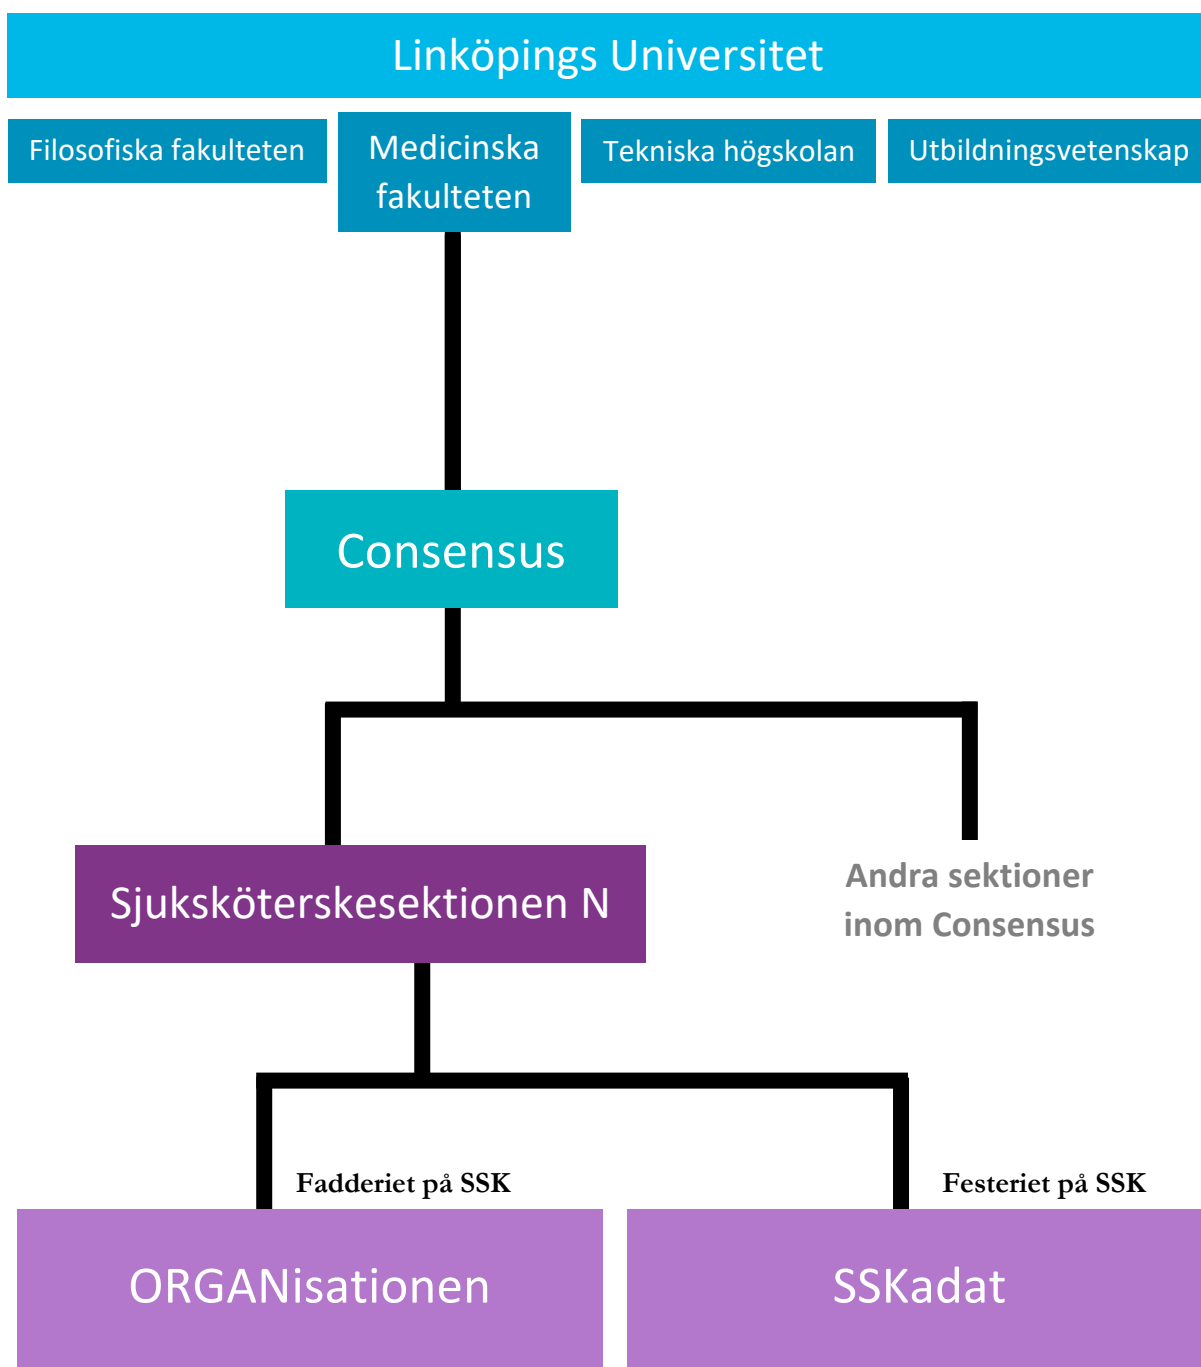 Linköpings Universitet
Filosofiska fakulteten
Medicinska
fakulteten
Tekniska högskolan
Utbildningsvetenskap
Consensus
Sjuksköterskesektionen N
Andra sektioner
inom Consensus
Fadderiet på SSK
Festeriet på SSK
ORGANisationen
SSKadat